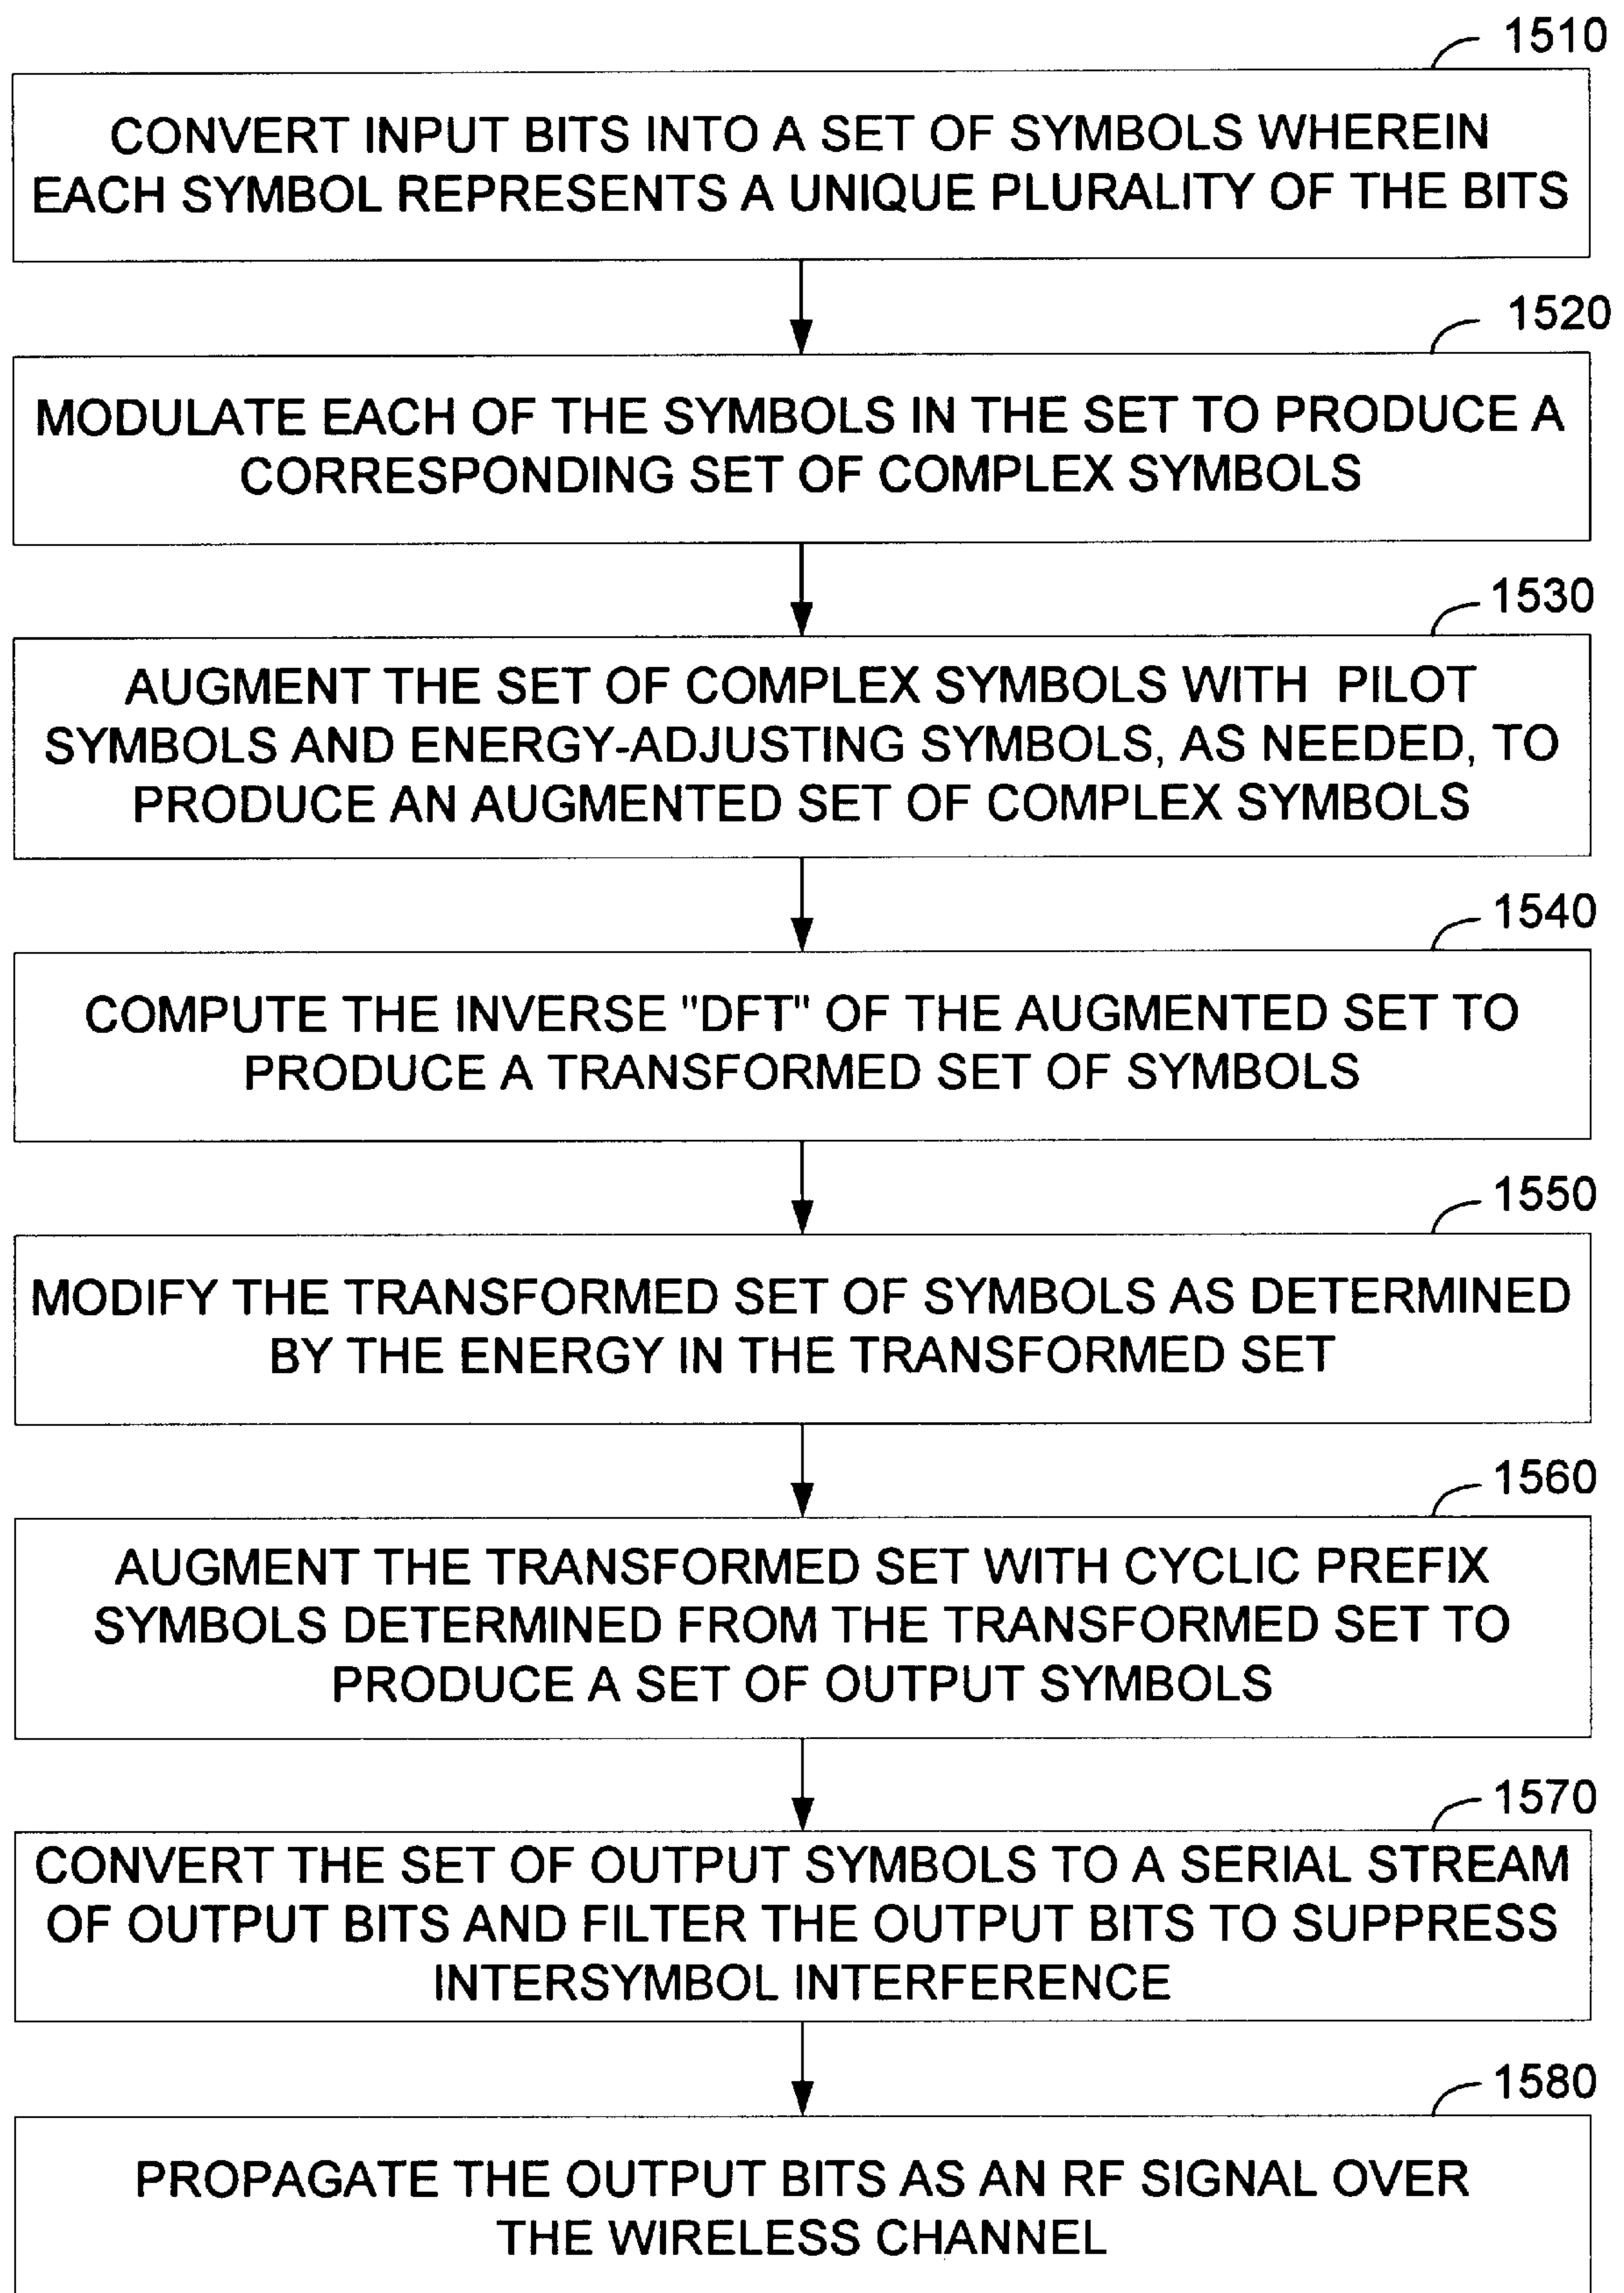 1510
CONVERT INPUT BITS INTO A SET OF SYMBOLS WHEREIN
EACH SYMBOL REPRESENTS A UNIQUE PLURALITY OF THE BITS
1520
MODULATE EACH OF THE SYMBOLS IN THE SET TO PRODUCE A
CORRESPONDING SET OF COMPLEX SYMBOLS
1530
AUGMENT THE SET OF COMPLEX SYMBOLS WITH PILOT
SYMBOLS AND ENERGY-ADJUSTING SYMBOLS, AS NEEDED, TO
PRODUCE AN AUGMENTED SET OF COMPLEX SYMBOLS
1540
COMPUTE THE INVERSE "DFT" OF THE AUGMENTED SET TO
PRODUCE A TRANSFORMED SET OF SYMBOLS
1550
MODIFY THE TRANSFORMED SET OF SYMBOLS AS DETERMINED
BY THE ENERGY IN THE TRANSFORMED SET
1560
AUGMENT THE TRANSFORMED SET WITH CYCLIC PREFIX
SYMBOLS DETERMINED FROM THE TRANSFORMED SET TO
PRODUCE A SET OF OUTPUT SYMBOLS
1570
CONVERT THE SET OF OUTPUT SYMBOLS TO A SERIAL STREAM
OF OUTPUT BITS AND FILTER THE OUTPUT BITS TO SUPPRESS
INTERSYMBOL INTERFERENCE
1580
PROPAGATE THE OUTPUT BITS AS AN RF SIGNAL OVER
THE WIRELESS CHANNEL